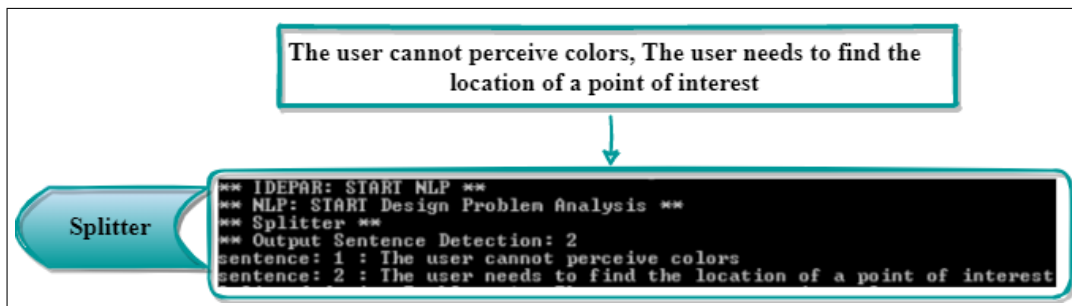 The user cannot perceive colors, The user needs to find the
location of a point of interest
Splitter
** IDEPAR: START NLP **
** NLP: START Design Problem Analysis **
** Splitter **
** Output Sentence Detection: 2
sentence: 1 : The user cannot perceive colors
sentence: 2 : The user needs to find the location of a point of interest